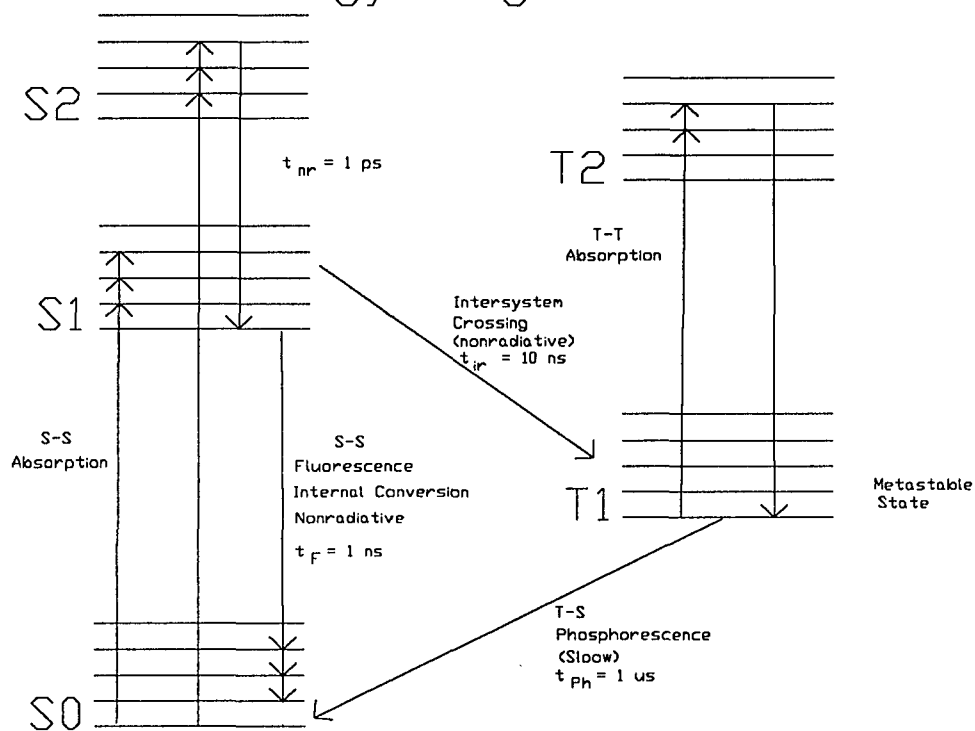 S2
t nr = 1 ps
T2
T-T
Absorption
S1
Intersystem
Crossing
(nonradiative)
t ir = 10 ns
S-S
Absorption
S-S
Fluorescence
Internal Conversion
Nonradiative
t F = 1 ns
T1
Metastable
State
T-S
Phosphorescence
(Sloow)
t Ph = 1 us
S0